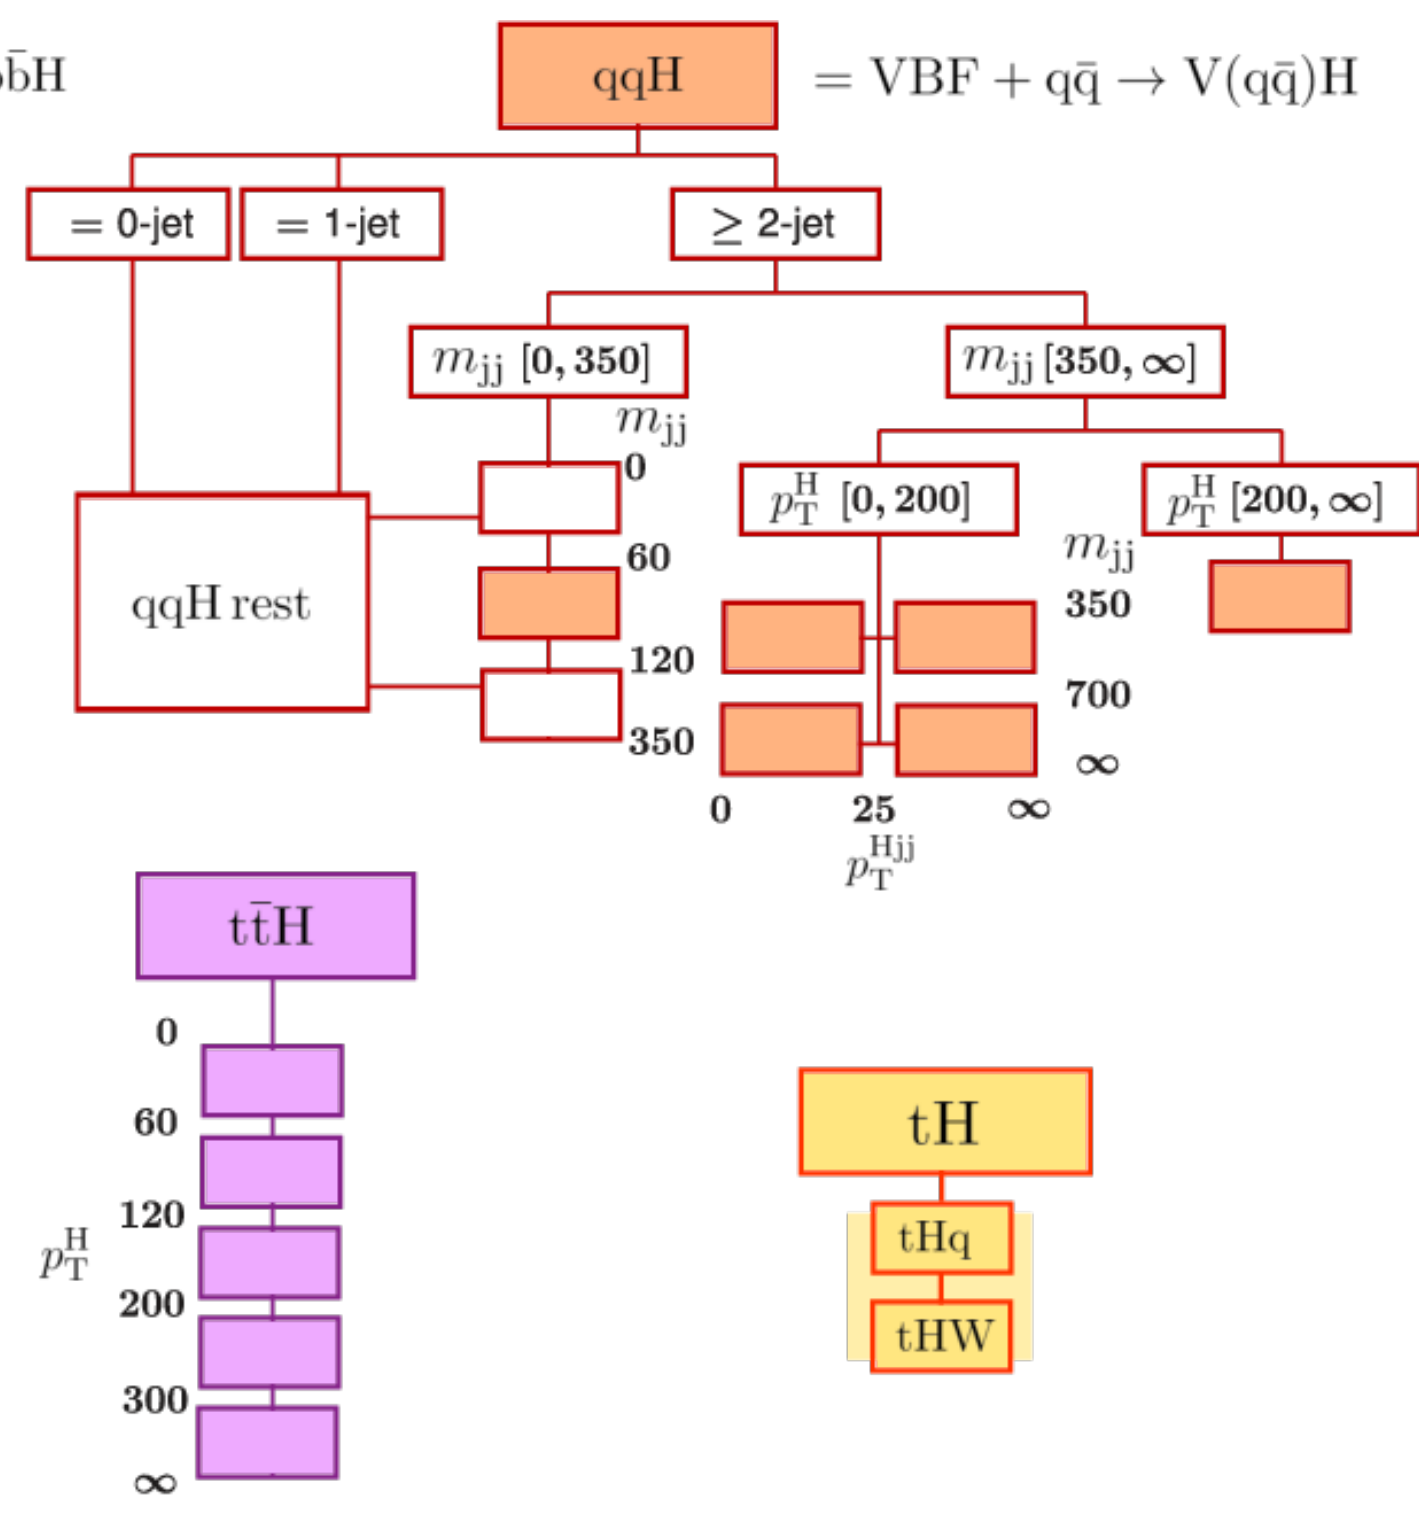 b̄H
qqH
= VBF + qq̄ → V(qq̄)H
= 0-jet
= 1-jet
≥ 2-jet
m_jj [0, 350]
m_jj [350, ∞]
m_jj
0
60
120
350
qqH rest
p_T^H [0, 200]
p_T^H [200, ∞]
m_jj
350
700
∞
0 25 ∞
p_T^Hjj
tt̄H
0
60
120
200
300
∞
p_T^H
tH
tHq
tHW